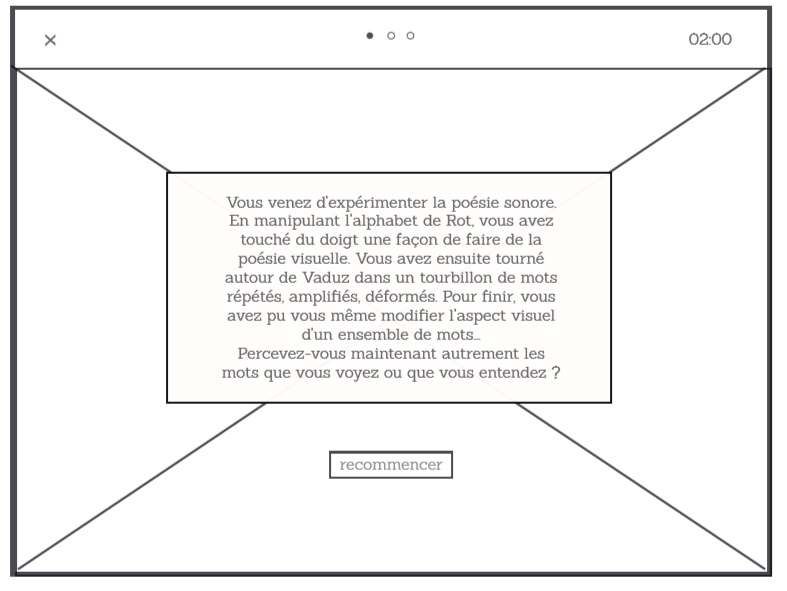 ×
02:00
Vous venez d'expérimenter la poésie sonore.
En manipulant l'alphabet de Rot, vous avez
touché du doigt une façon de faire de la
poésie visuelle. Vous avez ensuite tourné
autour de Vaduz dans un tourbillon de mots
répétés, amplifiés, déformés. Pour finir, vous
avez pu vous même modifier l'aspect visuel
d'un ensemble de mots...
Percevez-vous maintenant autrement les
mots que vous voyez ou que vous entendez ?
recommencer